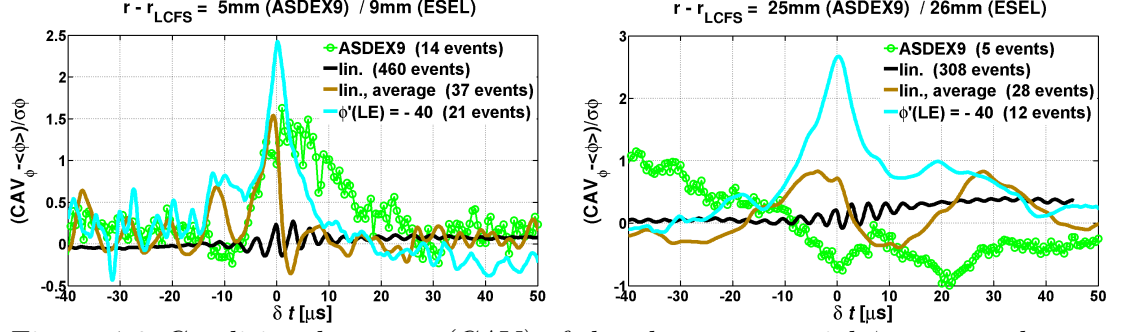 r - r_LCFS = 5mm (ASDEX9) / 9mm (ESEL)
2.5
2
1.5
1
0.5
0
-0.5
(CAV_ϕ-<ϕ>)/σϕ
ASDEX9 (14 events)
lin. (460 events)
lin., average (37 events)
ϕ'(LE) = - 40 (21 events)
-40 -30 -20 -10 0 10 20 30 40 50
δ t [μs]
r - r_LCFS = 25mm (ASDEX9) / 26mm (ESEL)
3
2
1
0
-1
(CAV_ϕ-<ϕ>)/σϕ
ASDEX9 (5 events)
lin. (308 events)
lin., average (28 events)
ϕ'(LE) = - 40 (12 events)
-40 -30 -20 -10 0 10 20 30 40 50
δ t [μs]